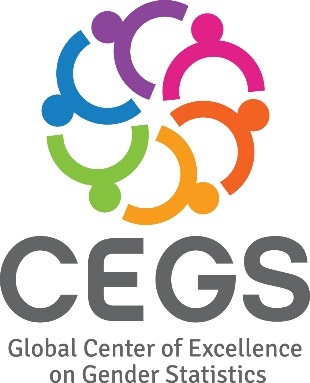 CEGS
Global Center of Excellence
on Gender Statistics